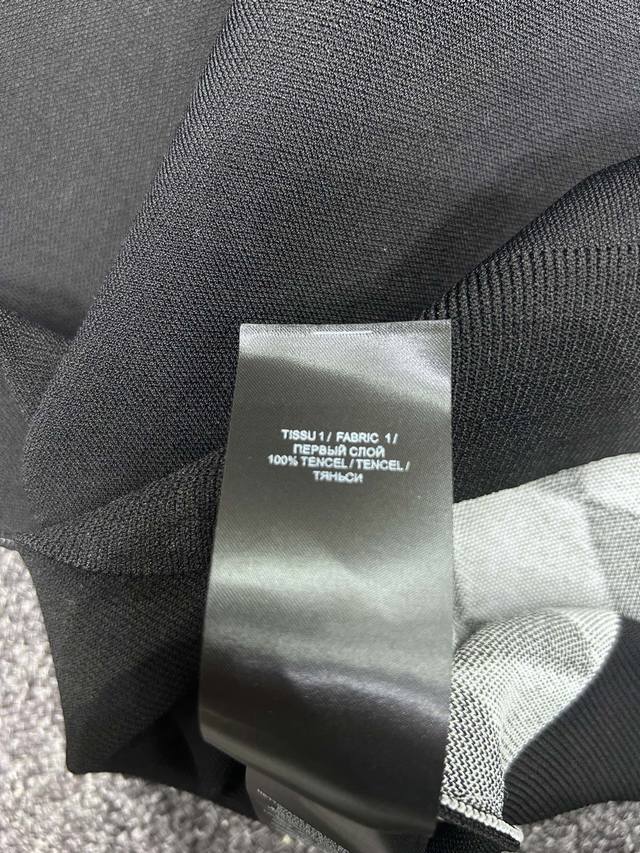 TISSU 1 / FABRIC 1 /
ПЕРВЫЙ СЛОЙ
100% TENCEL / TENCEL /
ТЯНЬСИ